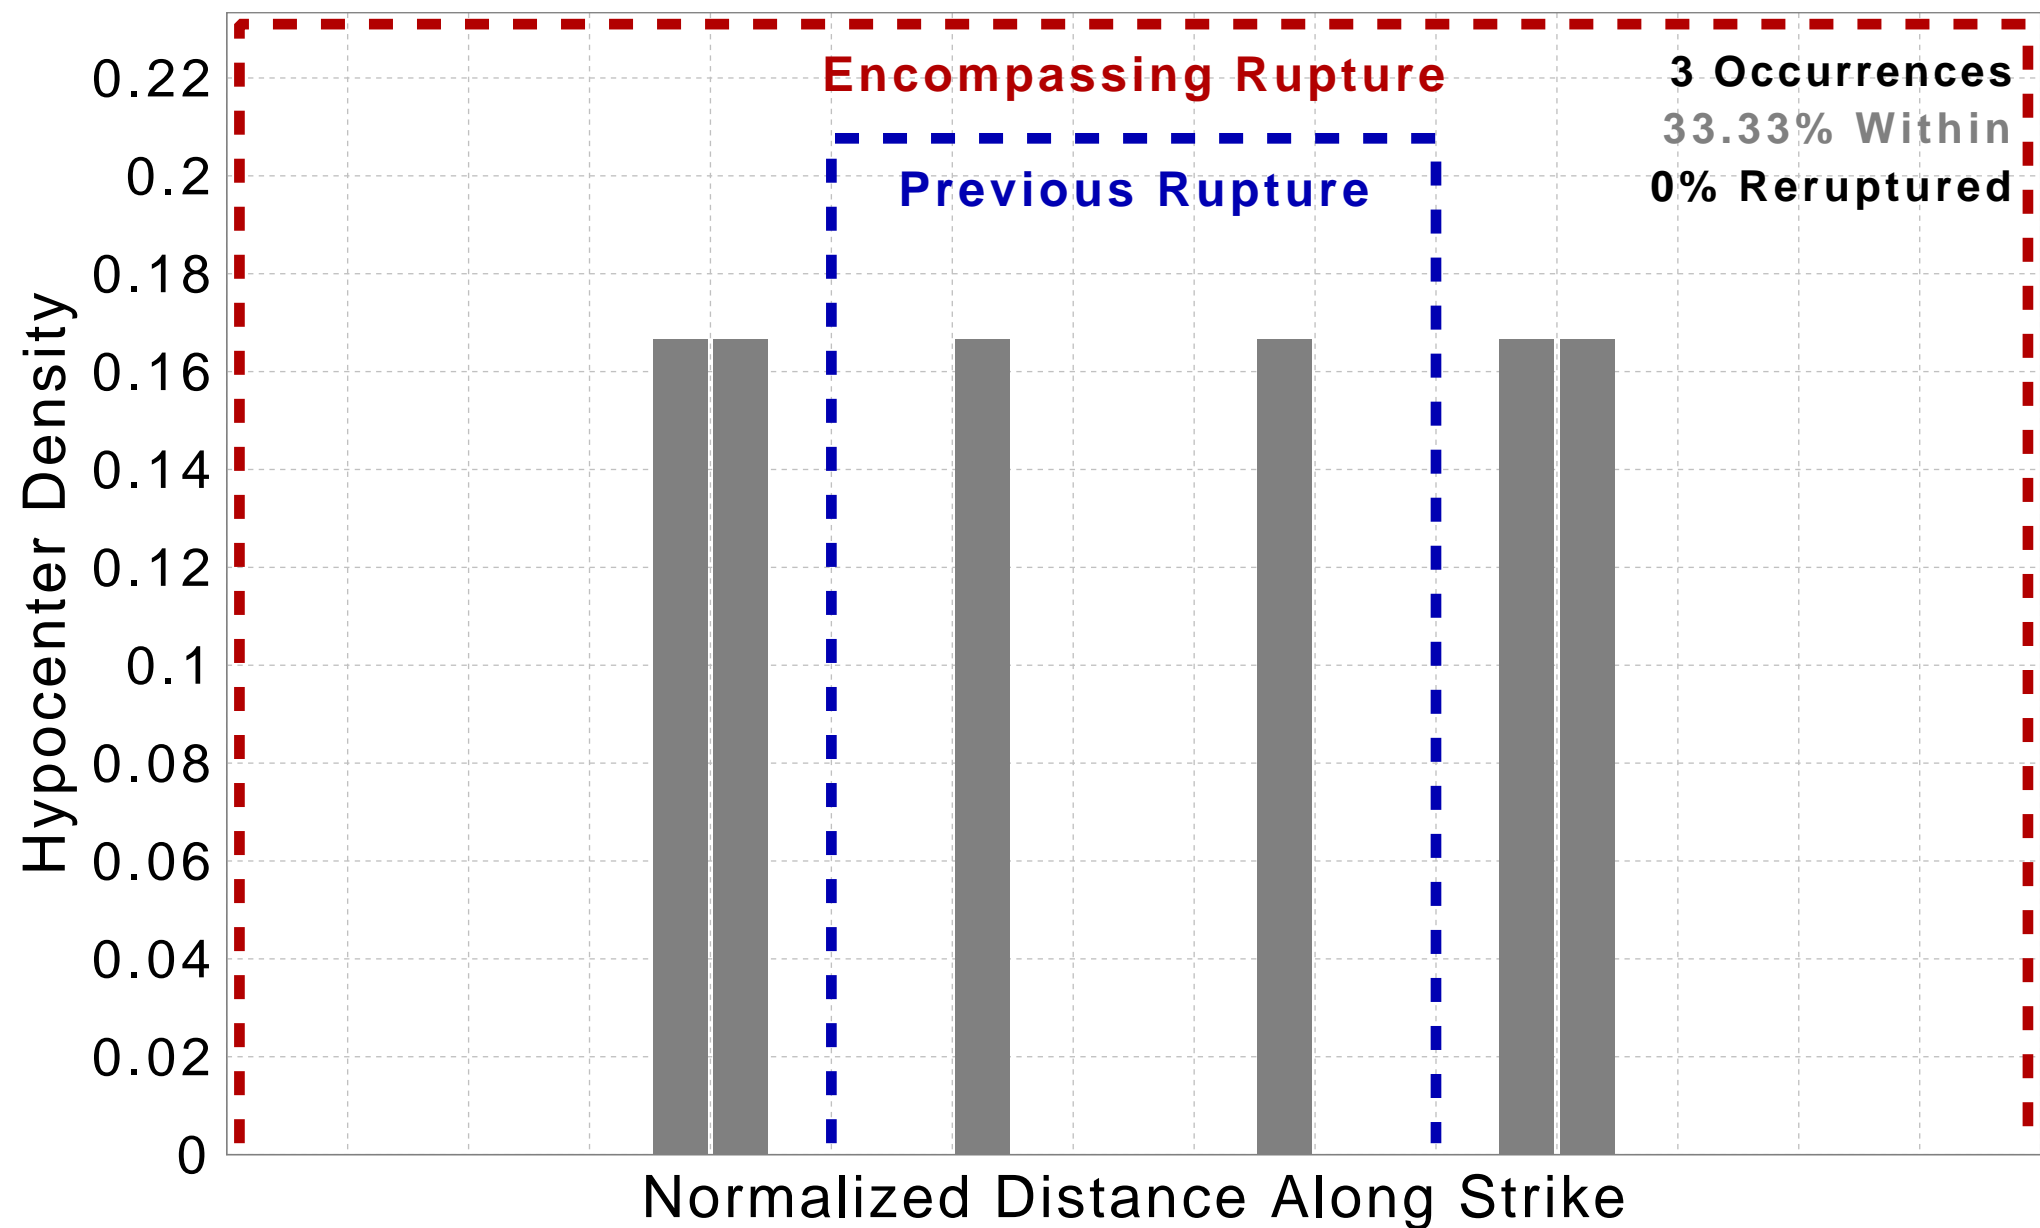 Encompassing Rupture
3 Occurrences
33.33% Within
Previous Rupture
0% Reruptured
Hypocenter Density
0.22
0.2
0.18
0.16
0.14
0.12
0.1
0.08
0.06
0.04
0.02
0
Normalized Distance Along Strike